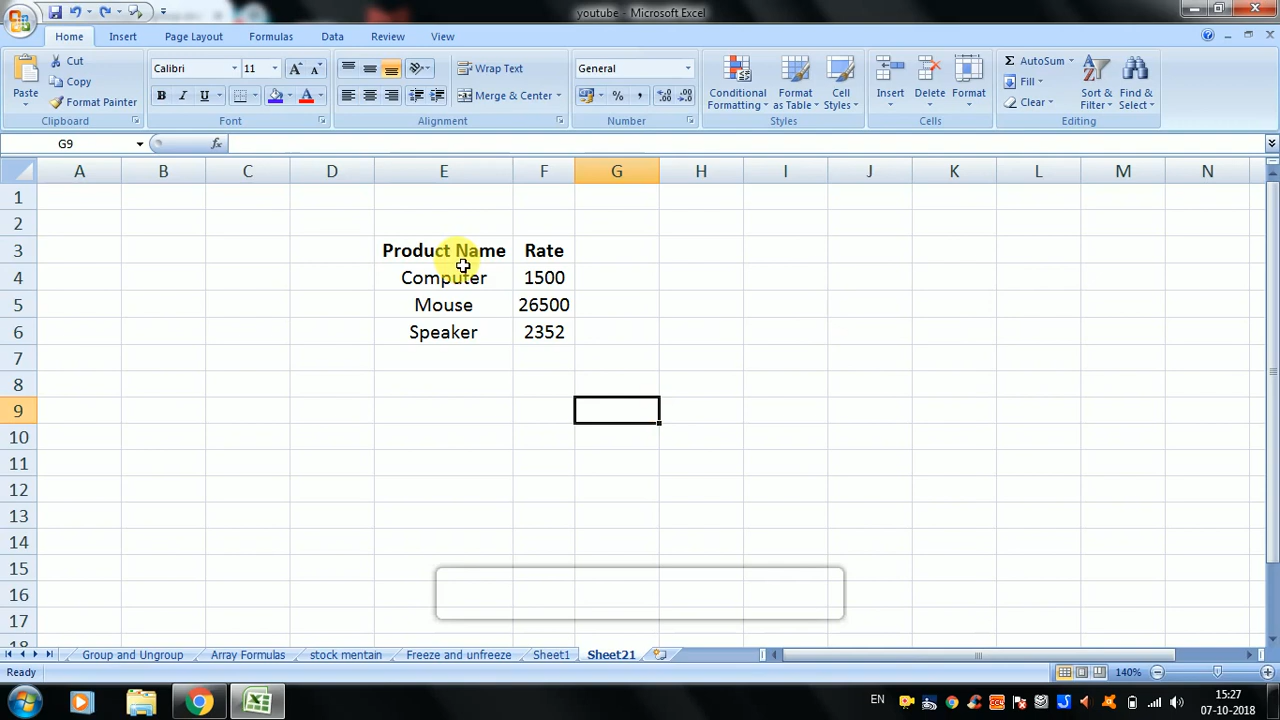 youtube - Microsoft Excel
Home Insert Page Layout Formulas Data Review View
Paste
Cut
Copy
Format Painter
Clipboard
Calibri 11
B I U
Font
Wrap Text
Merge & Center
Alignment
General
% ,
Number
Conditional Formatting
Format as Table
Cell Styles
Styles
Insert Delete Format
Cells
AutoSum
Fill
Clear
Sort & Filter
Find & Select
Editing
G9 fx
A B C D E F G H I J K L M N
1
2
3 Product Name Rate
4 Computer 1500
5 Mouse 26500
6 Speaker 2352
7
8
9
10
11
12
13
14
15
16
17
18
Group and Ungroup Array Formulas stock mentain Freeze and unfreeze Sheet1 Sheet21
Ready 140%
EN 15:27
07-10-2018